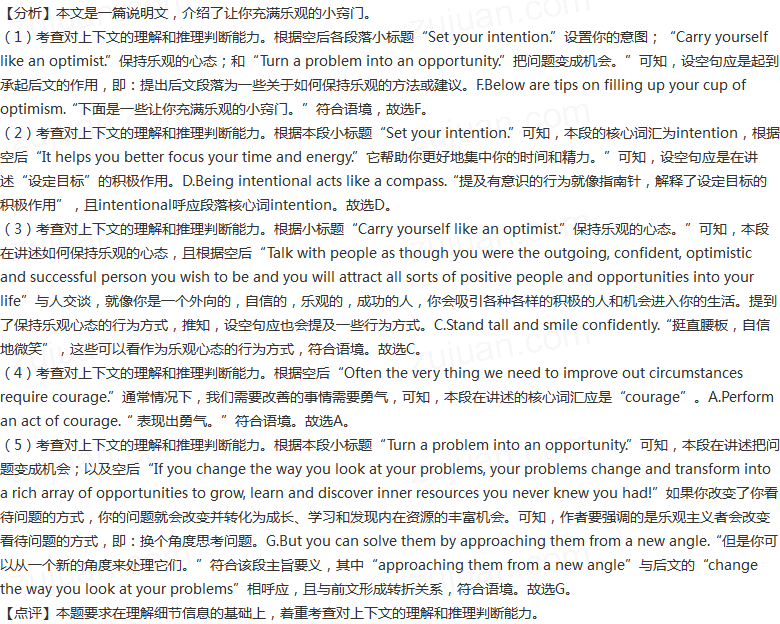 【分析】本文是一篇说明文，介绍了让你充满乐观的小窍门。
（1）考查对上下文的理解和推理判断能力。根据空后各段落小标题“Set your intention.”设置你的意图；“Carry yourself
like an optimist.”保持乐观的心态；和“Turn a problem into an opportunity.”把问题变成机会。”可知，设空句应是起到
承起后文的作用，即：提出后文段落为一些关于如何保持乐观的方法或建议。F.Below are tips on filling up your cup of
optimism.“下面是一些让你充满乐观的小窍门。”符合语境，故选F。
（2）考查对上下文的理解和推理判断能力。根据本段小标题“Set your intention.”可知，本段的核心词汇为intention，根据
空后“It helps you better focus your time and energy.”它帮助你更好地集中你的时间和精力。”可知，设空句应是在讲
述“设定目标”的积极作用。D.Being intentional acts like a compass.“提及有意识的行为就像指南针，解释了设定目标的
积极作用”，且intentional呼应段落核心词intention。故选D。
（3）考查对上下文的理解和推理判断能力。根据小标题“Carry yourself like an optimist.”保持乐观的心态。”可知，本段
在讲述如何保持乐观的心态，且根据空后“Talk with people as though you were the outgoing, confident, optimistic
and successful person you wish to be and you will attract all sorts of positive people and opportunities into your
life”与人交谈，就像你是一个外向的，自信的，乐观的，成功的人，你会吸引各种各样的积极的人和机会进入你的生活。提到
了保持乐观心态的行为方式，推知，设空句应也会提及一些行为方式。C.Stand tall and smile confidently.“挺直腰板，自信
地微笑”，这些可以看作为乐观心态的行为方式，符合语境。故选C。
（4）考查对上下文的理解和推理判断能力。根据空后“Often the very thing we need to improve out circumstances
require courage.”通常情况下，我们需要改善的事情需要勇气，可知，本段在讲述的核心词汇应是“courage”。A.Perform
an act of courage.“ 表现出勇气。”符合语境。故选A。
（5）考查对上下文的理解和推理判断能力。根据本段小标题“Turn a problem into an opportunity.”可知，本段在讲述把问
题变成机会；以及空后“If you change the way you look at your problems, your problems change and transform into
a rich array of opportunities to grow, learn and discover inner resources you never knew you had!”如果你改变了你看
待问题的方式，你的问题就会改变并转化为成长、学习和发现内在资源的丰富机会。可知，作者要强调的是乐观主义者会改变
看待问题的方式，即：换个角度思考问题。G.But you can solve them by approaching them from a new angle.“但是你可
以从一个新的角度来处理它们。”符合该段主旨要义，其中“approaching them from a new angle”与后文的“change
the way you look at your problems”相呼应，且与前文形成转折关系，符合语境。故选G。
【点评】本题要求在理解细节信息的基础上，着重考查对上下文的理解和推理判断能力。